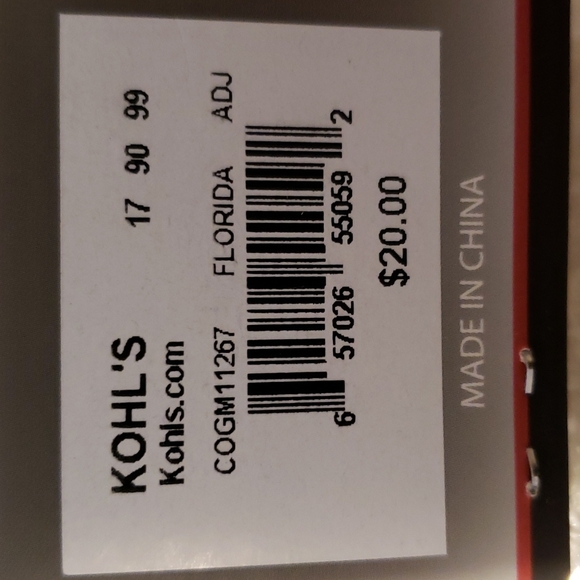 KOHL'S 17 90 99
Kohls.com
COGM11267 FLORIDA ADJ
6 57026 55059 2
$20.00
MADE IN CHINA